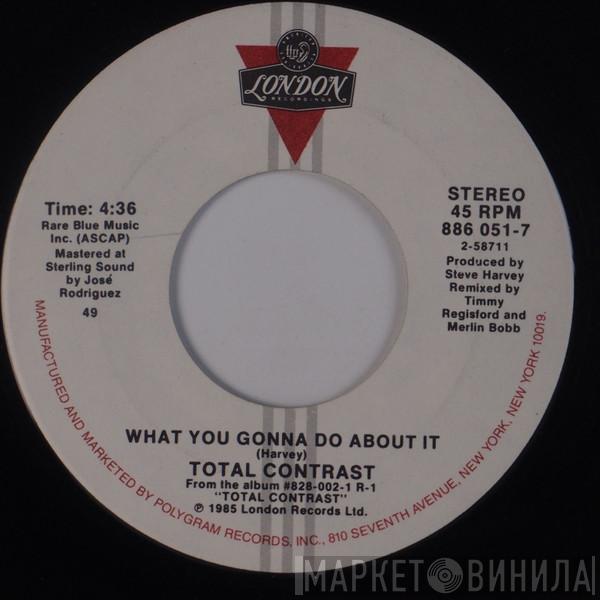 LONDON
RECORDINGS
Time: 4:36
Rare Blue Music
Inc. (ASCAP)
Mastered at
Sterling Sound
by José
Rodriguez
49
STEREO
45 RPM
886 051-7
2-58711
Produced by
Steve Harvey
Remixed by
Timmy
Regisford and
Merlin Bobb
WHAT YOU GONNA DO ABOUT IT
(Harvey)
TOTAL CONTRAST
From the album #828-002-1 R-1
"TOTAL CONTRAST"
℗ 1985 London Records Ltd.
MANUFACTURED AND MARKETED BY POLYGRAM RECORDS, INC., 810 SEVENTH AVENUE, NEW YORK, NEW YORK 10019.
МАРКЕТ ВИНИЛА